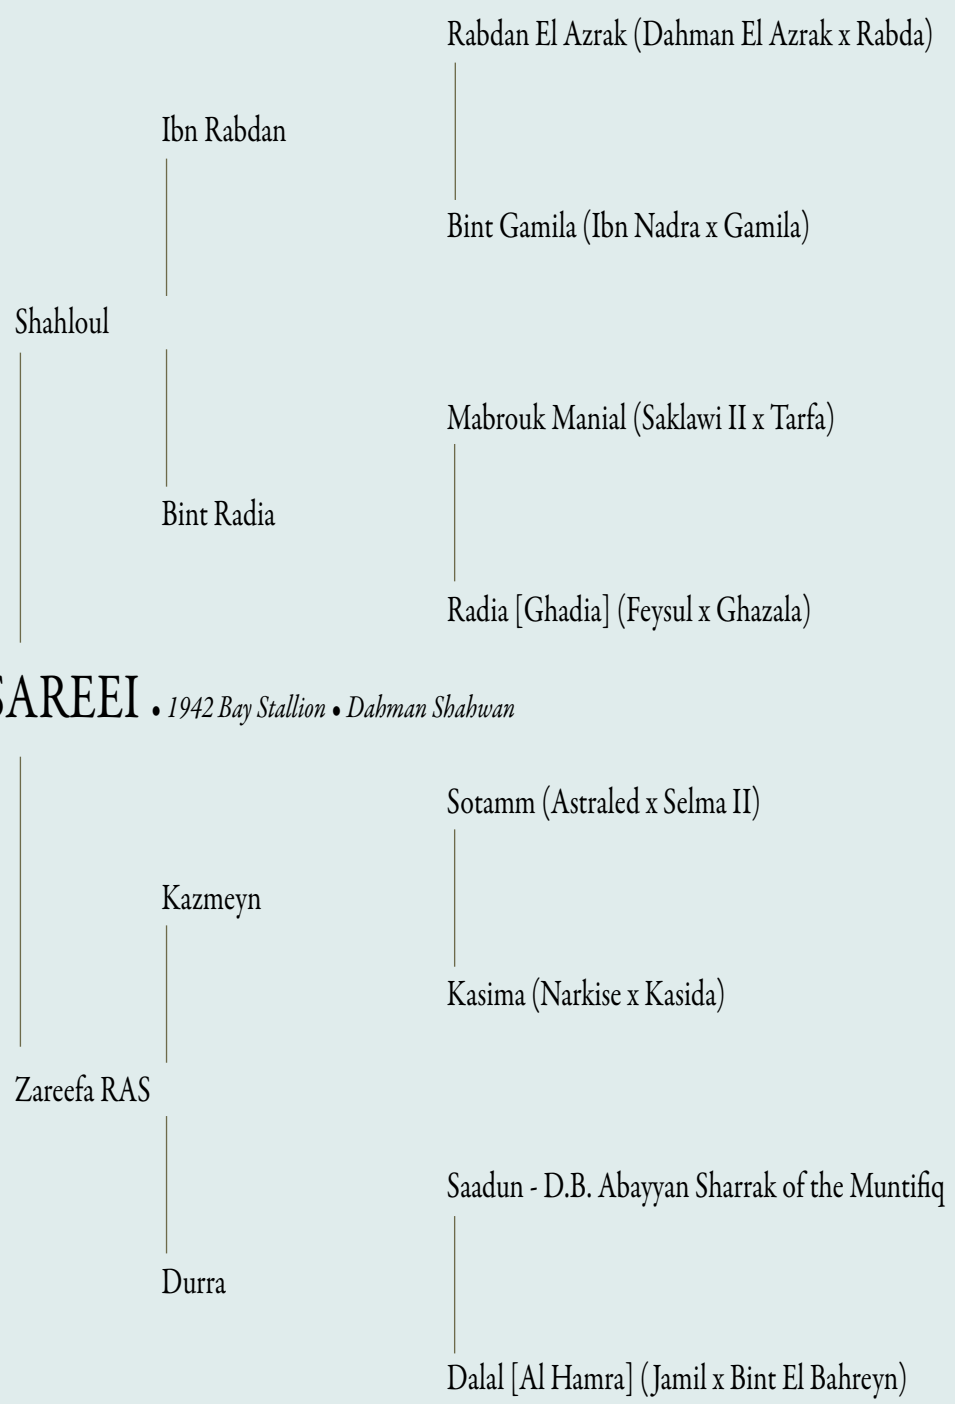 Rabdan El Azrak (Dahman El Azrak x Rabda)
Ibn Rabdan
Bint Gamila (Ibn Nadra x Gamila)
Shahloul
Mabrouk Manial (Saklawi II x Tarfa)
Bint Radia
Radia [Ghadia] (Feysul x Ghazala)
SAREEI • 1942 Bay Stallion • Dahman Shahwan
Sotamm (Astraled x Selma II)
Kazmeyn
Kasima (Narkise x Kasida)
Zareefa RAS
Saadun - D.B. Abayyan Sharrak of the Muntifiq
Durra
Dalal [Al Hamra] (Jamil x Bint El Bahreyn)